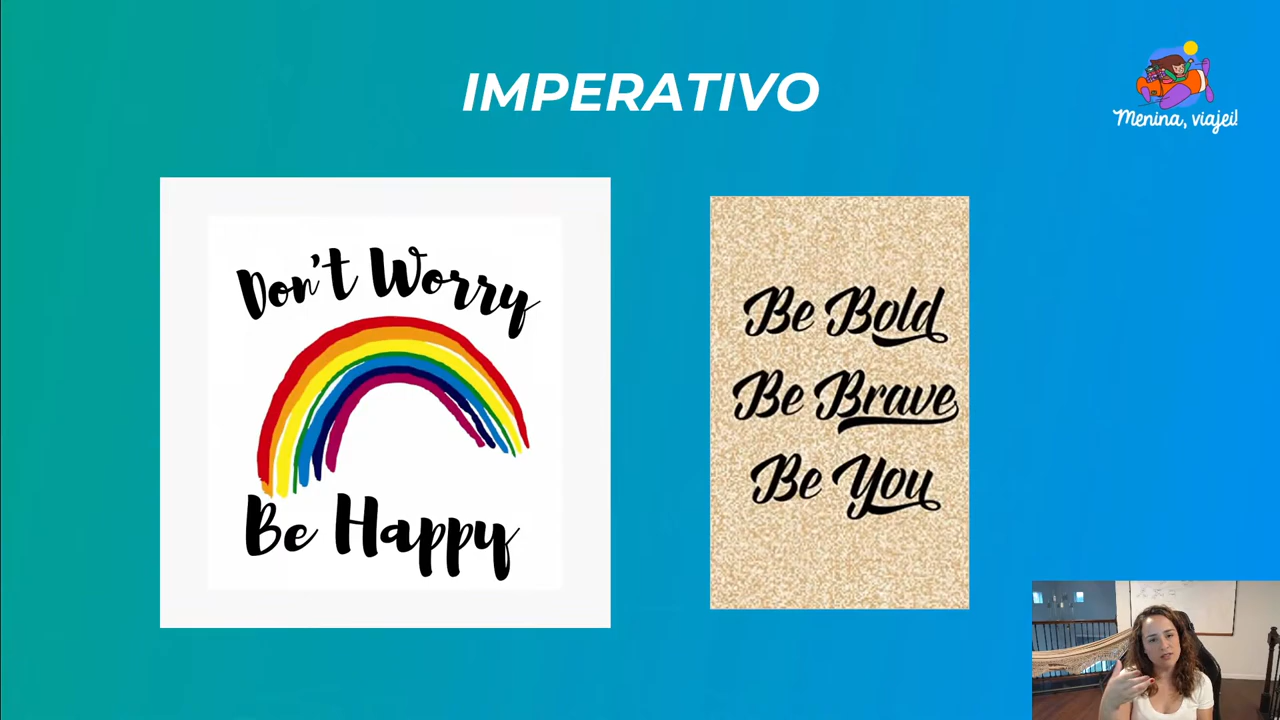 IMPERATIVO
Menina, viajei!
Don't Worry
Be Happy
Be Bold
Be Brave
Be You